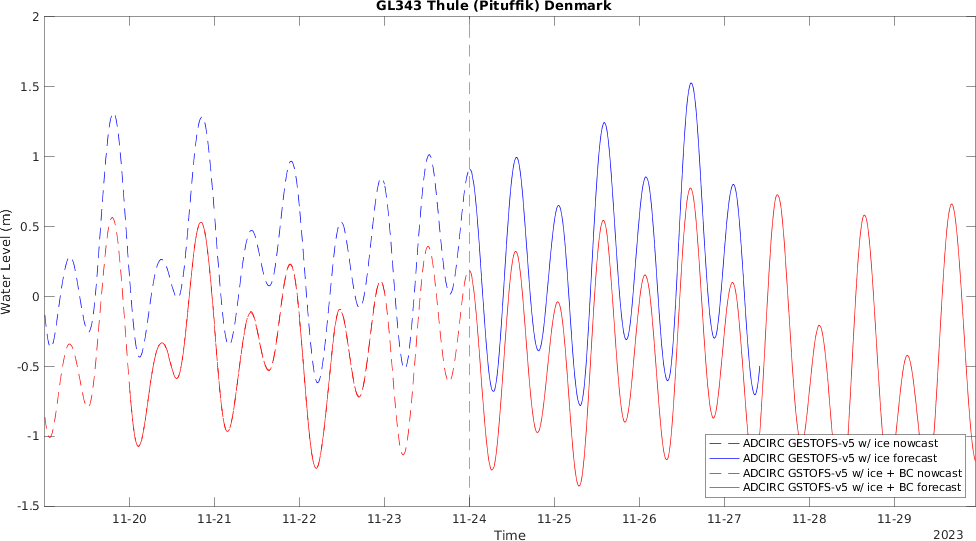 GL343 Thule (Pituffik) Denmark
2
1.5
1
0.5
0
-0.5
-1
-1.5
Water Level (m)
ADCIRC GESTOFS-v5 w/ ice nowcast
ADCIRC GESTOFS-v5 w/ ice forecast
ADCIRC GSTOFS-v5 w/ ice + BC nowcast
ADCIRC GSTOFS-v5 w/ ice + BC forecast
11-20 11-21 11-22 11-23 11-24 11-25 11-26 11-27 11-28 11-29
Time
2023